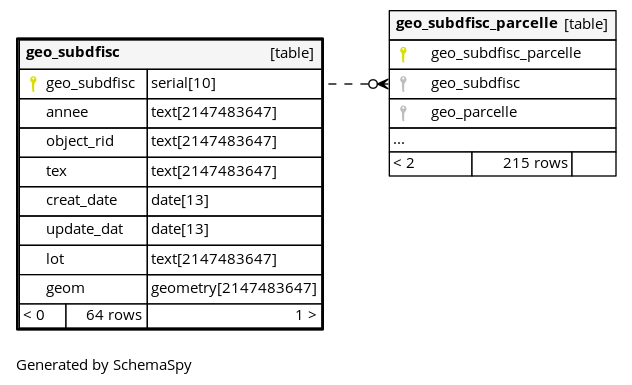 geo_subdfisc [table]
geo_subdfisc serial[10]
annee text[2147483647]
object_rid text[2147483647]
tex text[2147483647]
creat_date date[13]
update_dat date[13]
lot text[2147483647]
geom geometry[2147483647]
< 0 64 rows 1 >
geo_subdfisc_parcelle [table]
geo_subdfisc_parcelle
geo_subdfisc
geo_parcelle
...
< 2 215 rows
Generated by SchemaSpy